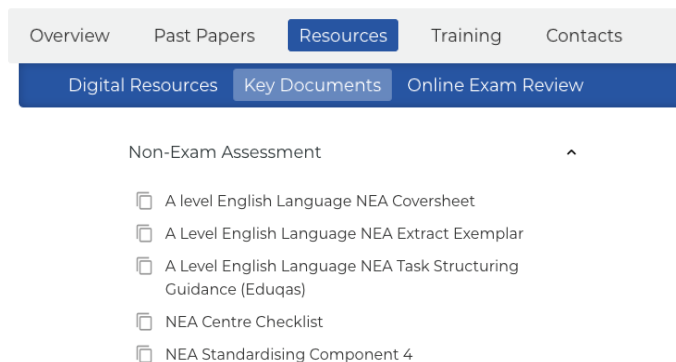 Overview Past Papers Resources Training Contacts
Digital Resources Key Documents Online Exam Review
Non-Exam Assessment
A level English Language NEA Coversheet
A Level English Language NEA Extract Exemplar
A Level English Language NEA Task Structuring
Guidance (Eduqas)
NEA Centre Checklist
NEA Standardising Component 4